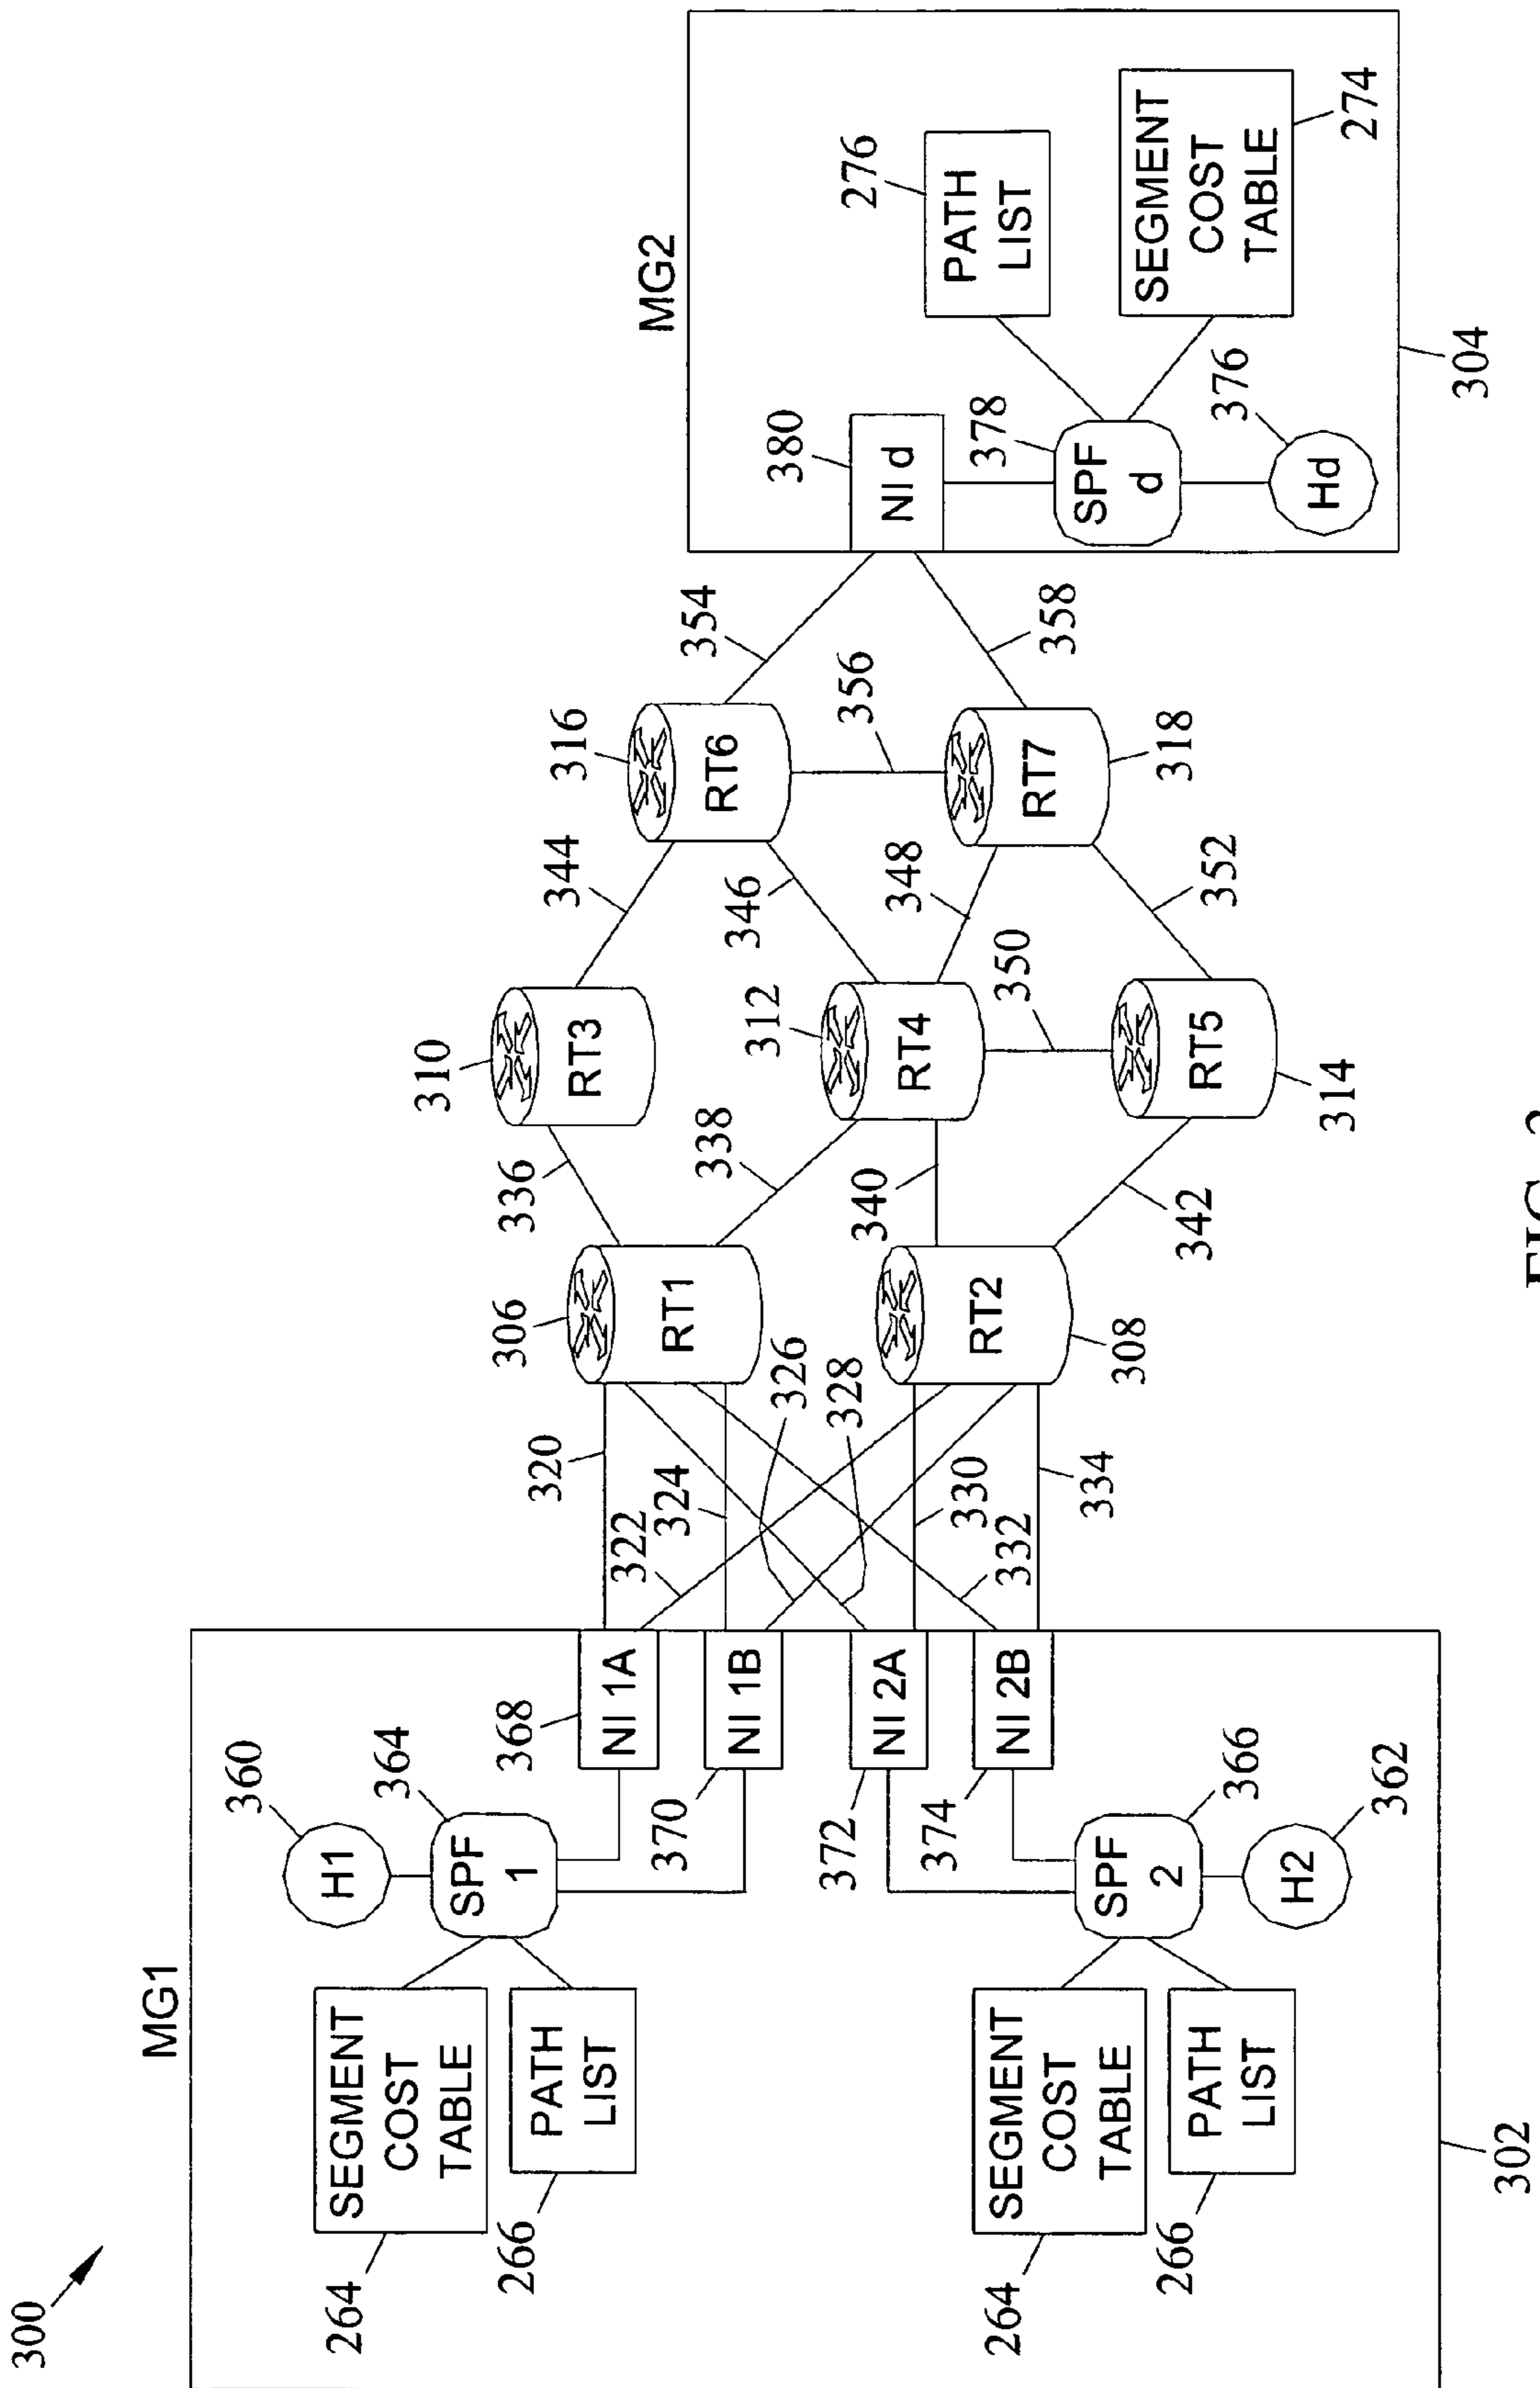 300
MG1
302
SEGMENT
COST
TABLE
264
PATH
LIST
266
H1
360
SPF
1
364
NI 1A
368
NI 1B
370
NI 2A
372
NI 2B
374
SEGMENT
COST
TABLE
264
PATH
LIST
266
SPF
2
366
H2
362
320
322
324
326
328
330
332
334
RT1
306
RT2
308
336
338
340
342
RT3
310
RT4
312
RT5
314
344
346
348
350
352
RT6
316
RT7
318
354
356
358
MG2
304
NI d
380
SPF
d
378
Hd
376
PATH
LIST
276
SEGMENT
COST
TABLE
274